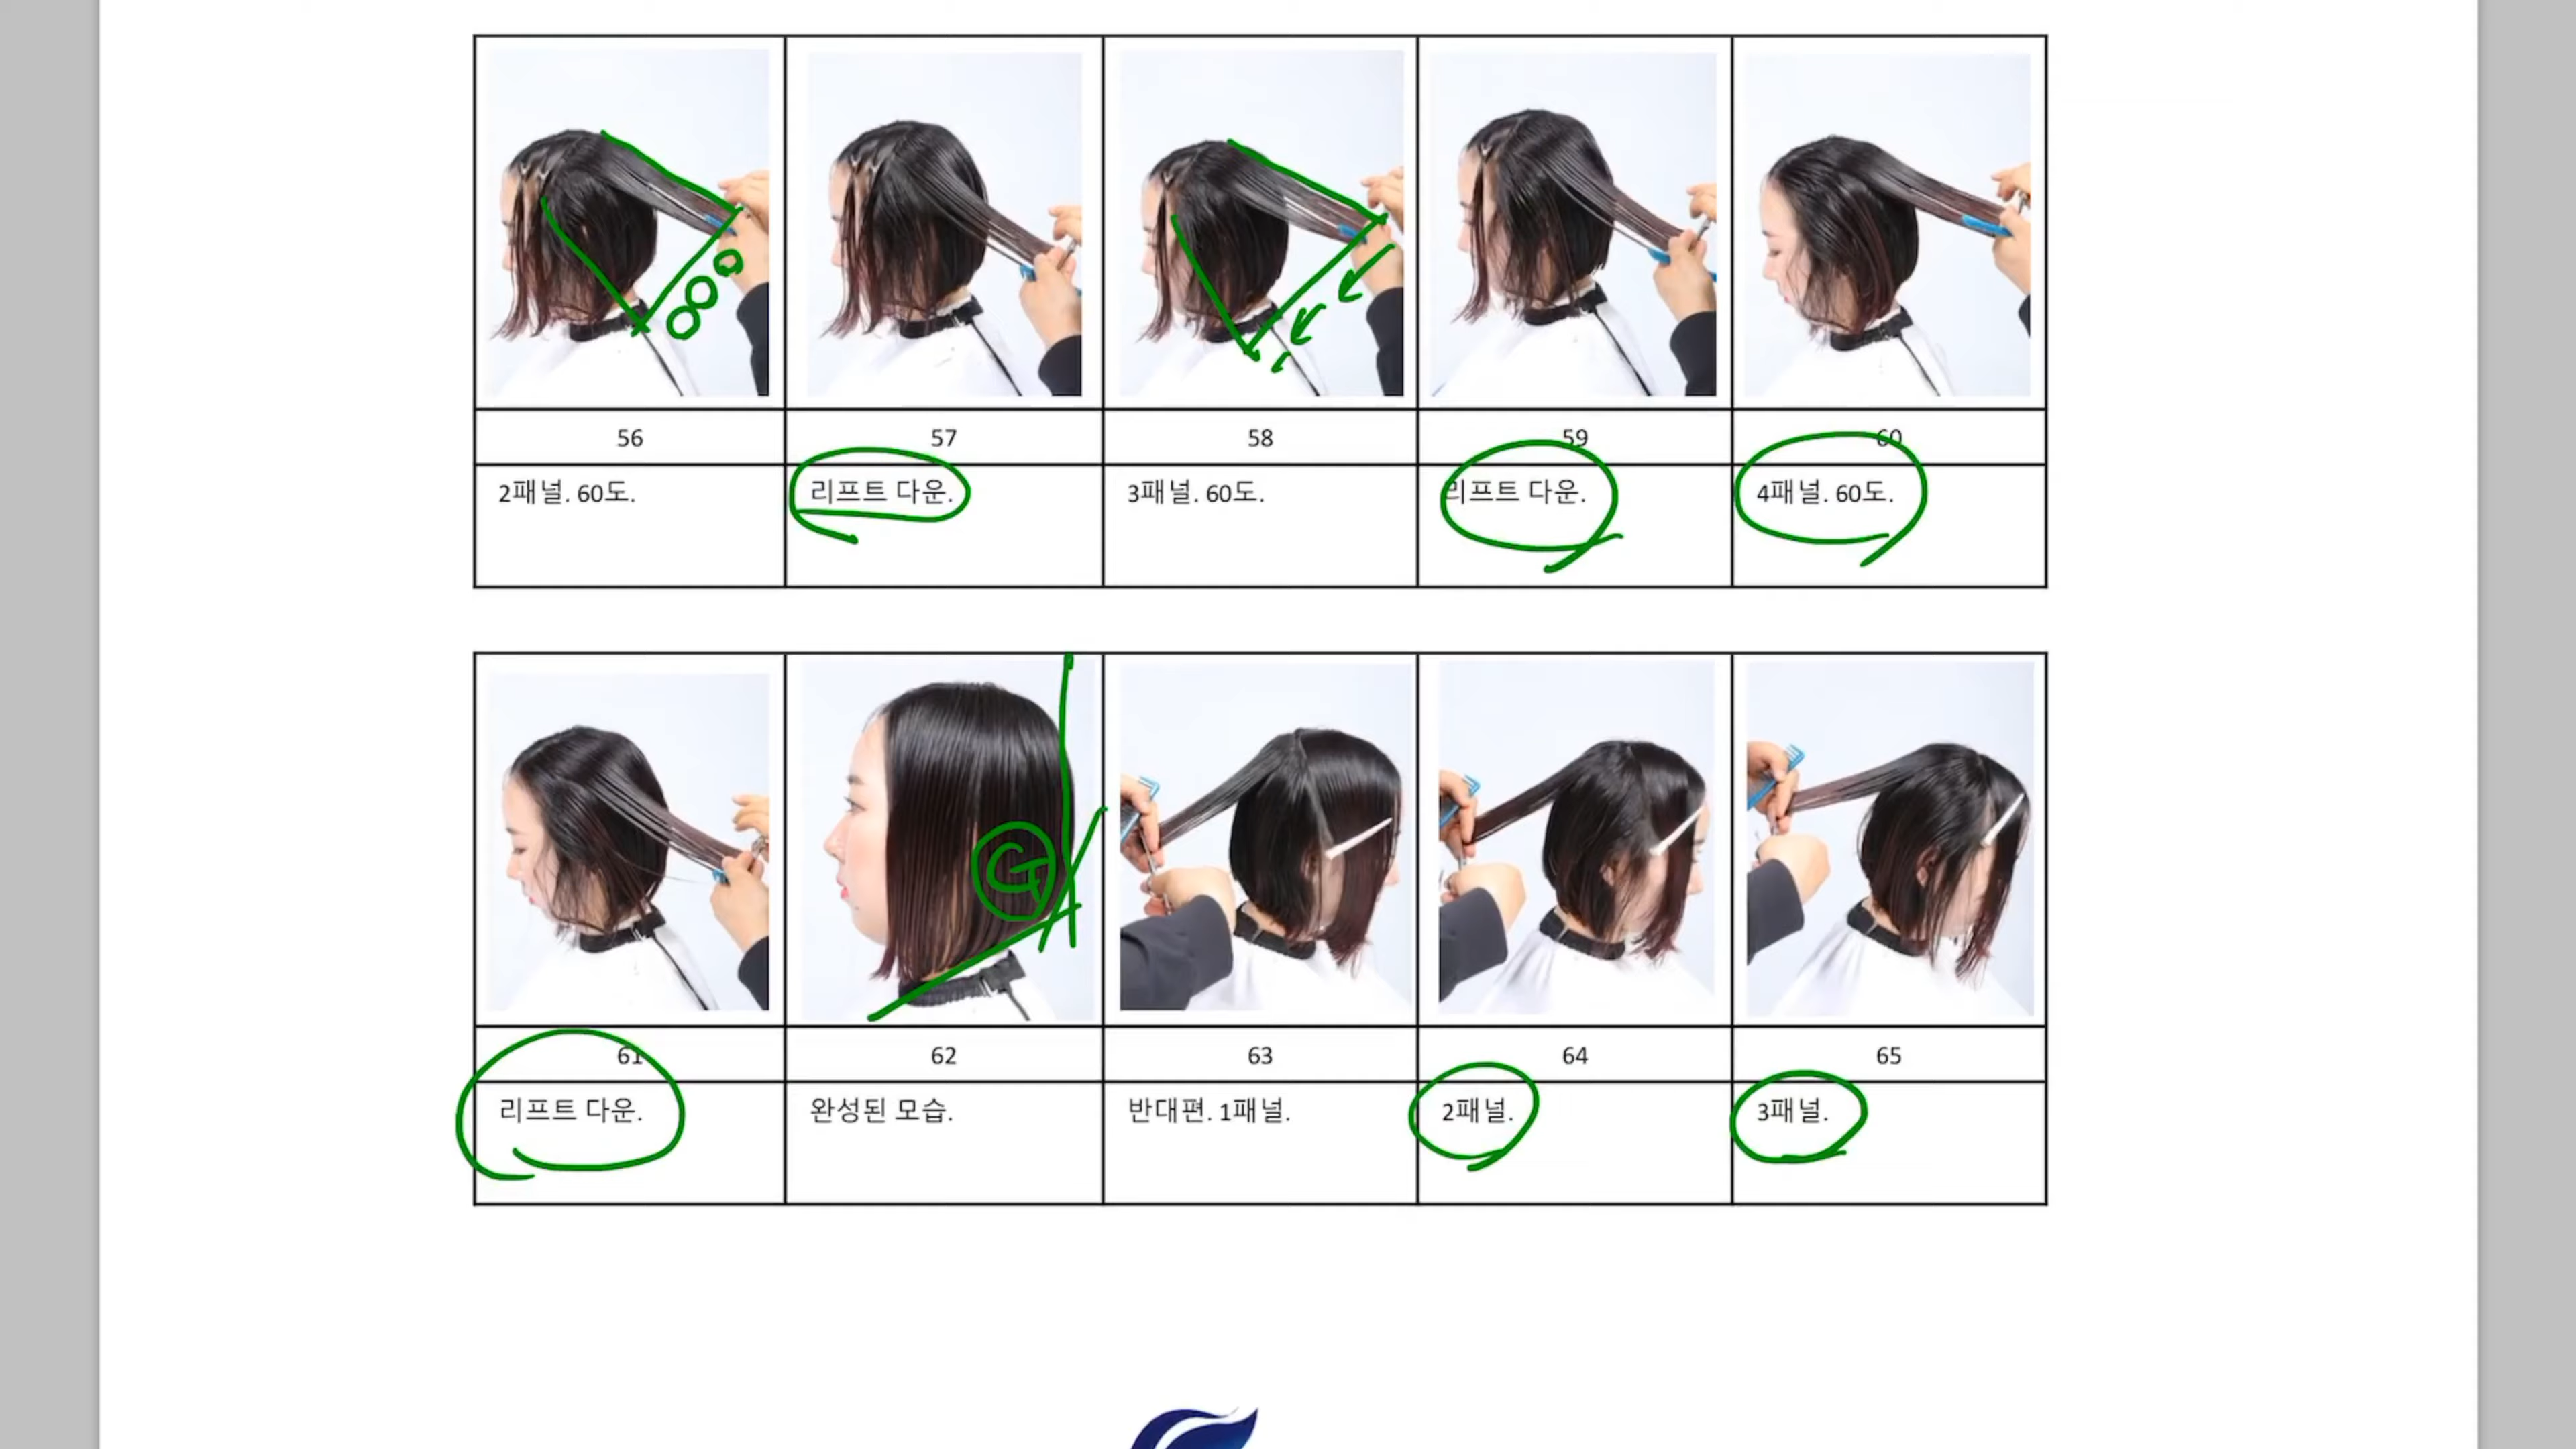 56 57 58 59 60
2패널. 60도. 리프트 다운. 3패널. 60도. 리프트 다운. 4패널. 60도.
G
61 62 63 64 65
리프트 다운. 완성된 모습. 반대편. 1패널. 2패널. 3패널.